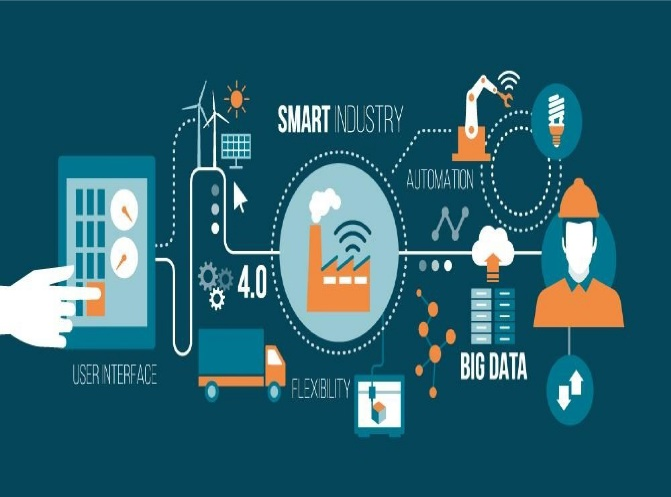 SMART INDUSTRY
AUTOMATION
4.0
USER INTERFACE
FLEXIBILITY
BIG DATA